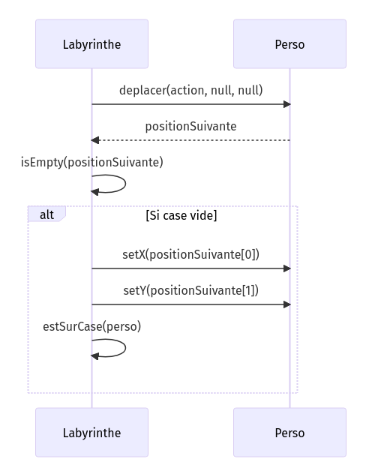 Labyrinthe
Perso
deplacer(action, null, null)
positionSuivante
isEmpty(positionSuivante)
alt
[Si case vide]
setX(positionSuivante[0])
setY(positionSuivante[1])
estSurCase(perso)
Labyrinthe
Perso